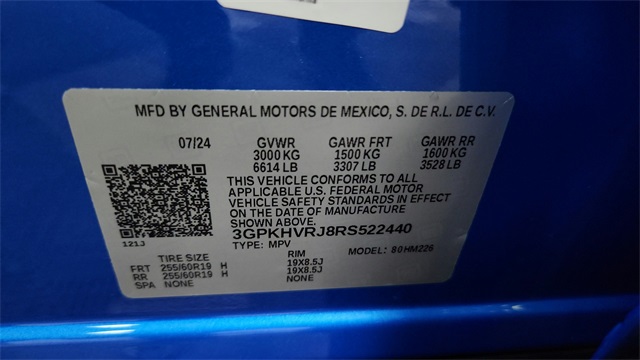 MFD BY GENERAL MOTORS DE MEXICO, S. DE R.L. DE C.V.
07/24 GVWR GAWR FRT GAWR RR
3000 KG 1500 KG 1600 KG
6614 LB 3307 LB 3528 LB
THIS VEHICLE CONFORMS TO ALL
APPLICABLE U.S. FEDERAL MOTOR
VEHICLE SAFETY STANDARDS IN EFFECT
ON THE DATE OF MANUFACTURE
SHOWN ABOVE.
3GPKHVRJ8RS522440
121J TYPE: MPV MODEL: 80HM226
TIRE SIZE RIM
FRT 255/60R19 H 19X8.5J
RR 255/60R19 H 19X8.5J
SPA NONE NONE